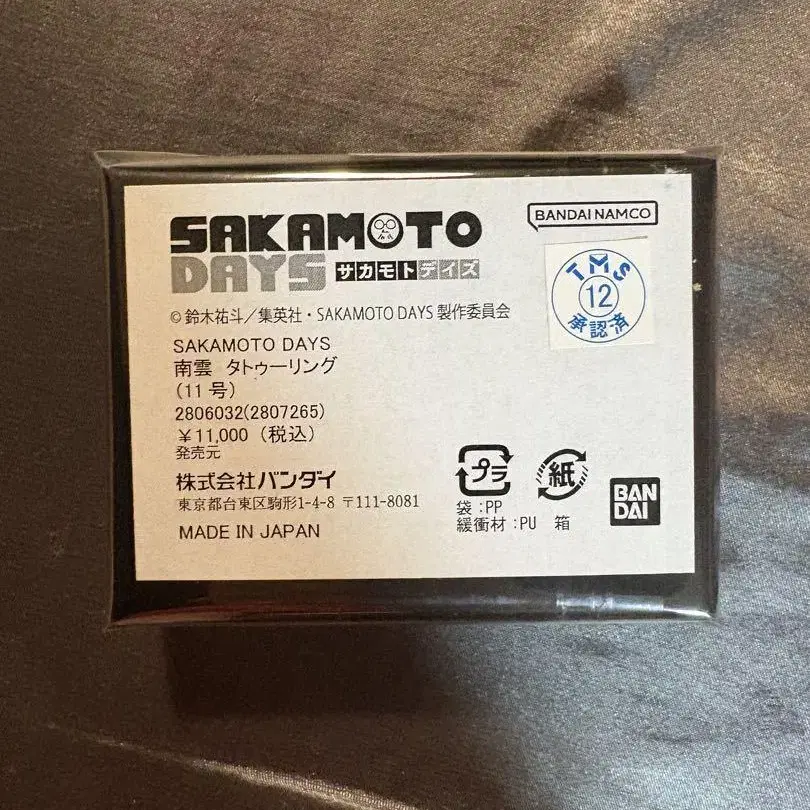 SAKAMOTO
DAYS サカモトデイズ
BANDAI NAMCO
TMS
12
承認済
© 鈴木祐斗／集英社・SAKAMOTO DAYS 製作委員会
SAKAMOTO DAYS
南雲　タトゥーリング
（11 号）
2806032(2807265)
￥11,000（税込）
発売元
株式会社バンダイ
東京都台東区駒形1-4-8 〒111-8081
MADE IN JAPAN
プラ
紙
袋 :PP
緩衝材 :PU　箱
BAN
DAI